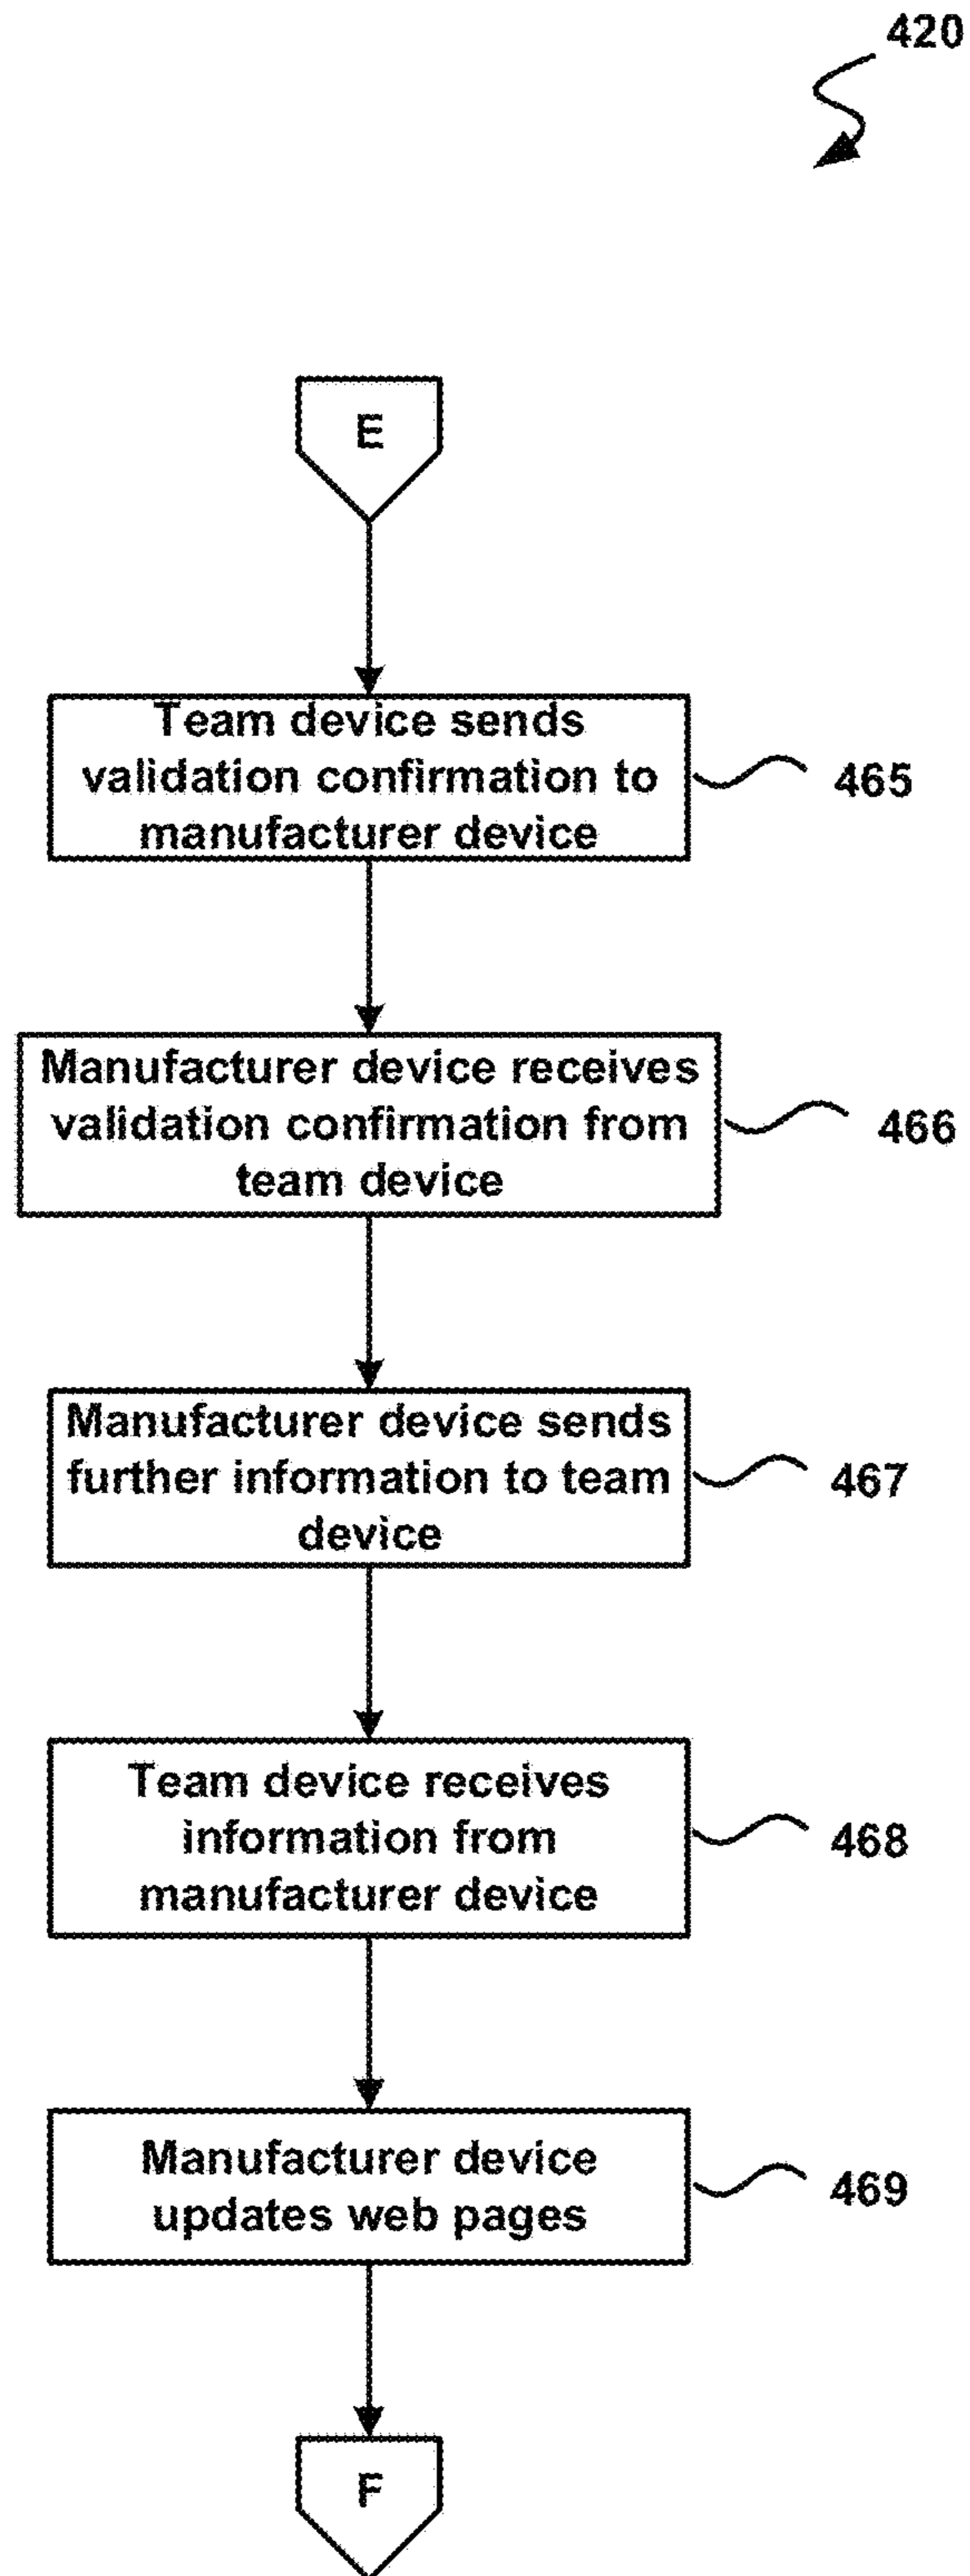 420
E
Team device sends
validation confirmation to
manufacturer device
465
Manufacturer device receives
validation confirmation from
team device
466
Manufacturer device sends
further information to team
device
467
Team device receives
information from
manufacturer device
468
Manufacturer device
updates web pages
469
F